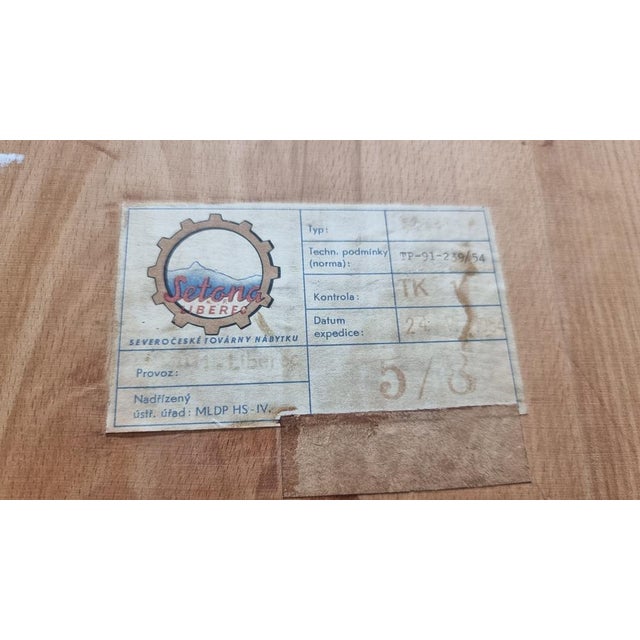 Setona
LIBEREC
SEVEROČESKÉ TOVÁRNY NÁBYTKU
Provoz:
Nadřízený
ústř. úřad: MLDP HS-IV.
Typ:
Techn. podmínky
(norma): TP-91-239/54
Kontrola: TK
Datum
expedice:
5/8